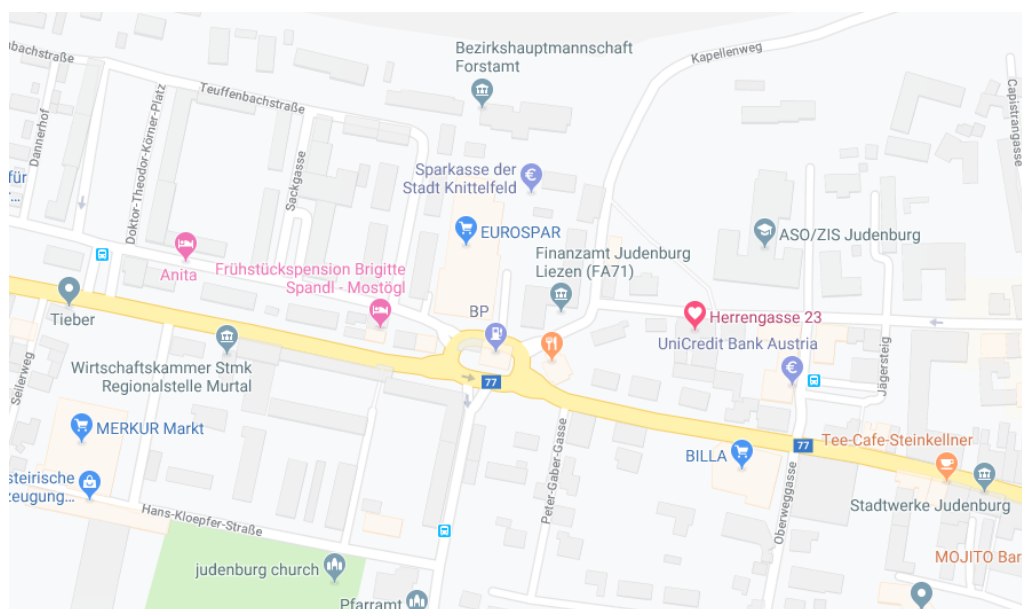 Bezirkshauptmannschaft
Forstamt
Kapellenweg
nbachstraße
Teuffenbachstraße
Capistrangasse
Dannerhof
Doktor-Theodor-Körner-Platz
Sackgasse
Sparkasse der
Stadt Knittelfeld
für
r...
EUROSPAR
ASO/ZIS Judenburg
Anita
Frühstückspension Brigitte
Spandl - Mostögl
Finanzamt Judenburg
Liezen (FA71)
Tieber
BP
Herrengasse 23
UniCredit Bank Austria
Jägersteig
Wirtschaftskammer Stmk
Regionalstelle Murtal
Seilerweg
77
MERKUR Markt
Peter-Gaber-Gasse
BILLA
77
Tee-Cafe-Steinkellner
steirische
zeugung...
Oberweggasse
Stadtwerke Judenburg
Hans-Kloepfer-Straße
judenburg church
MOJITO Bar
Pfarramt